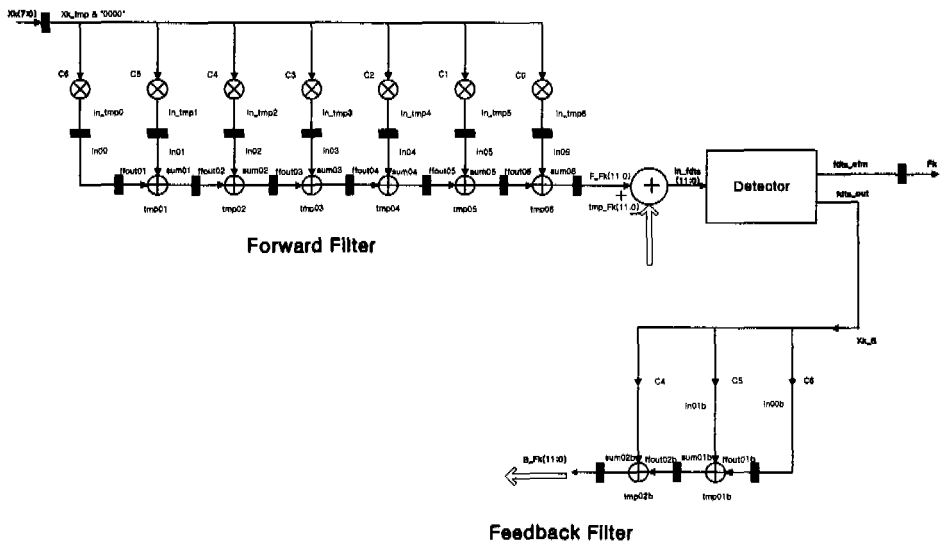 Xk(7:0)
Xk_tmp & "0000"
C6 C5 C4 C3 C2 C1 C0
in_tmp0 in_tmp1 in_tmp2 in_tmp3 in_tmp4 in_tmp5 in_tmp6
in00 in01 in02 in03 in04 in05 in06
ffout01 sum01 ffout02 sum02 ffout03 sum03 ffout04 sum04 ffout05 sum05 ffout06 sum06
tmp01 tmp02 tmp03 tmp04 tmp05 tmp06
F_Fk(11:0)
+
tmp_Fk(11:0)
+
in_fdts
(11:0)
Detector
fdts_out
Fk
Forward Filter
C4 C5 C6
in01b in00b
B_Fk(11:0)
sum02b ffout02b sum01b ffout01b
tmp02b tmp01b
Feedback Filter